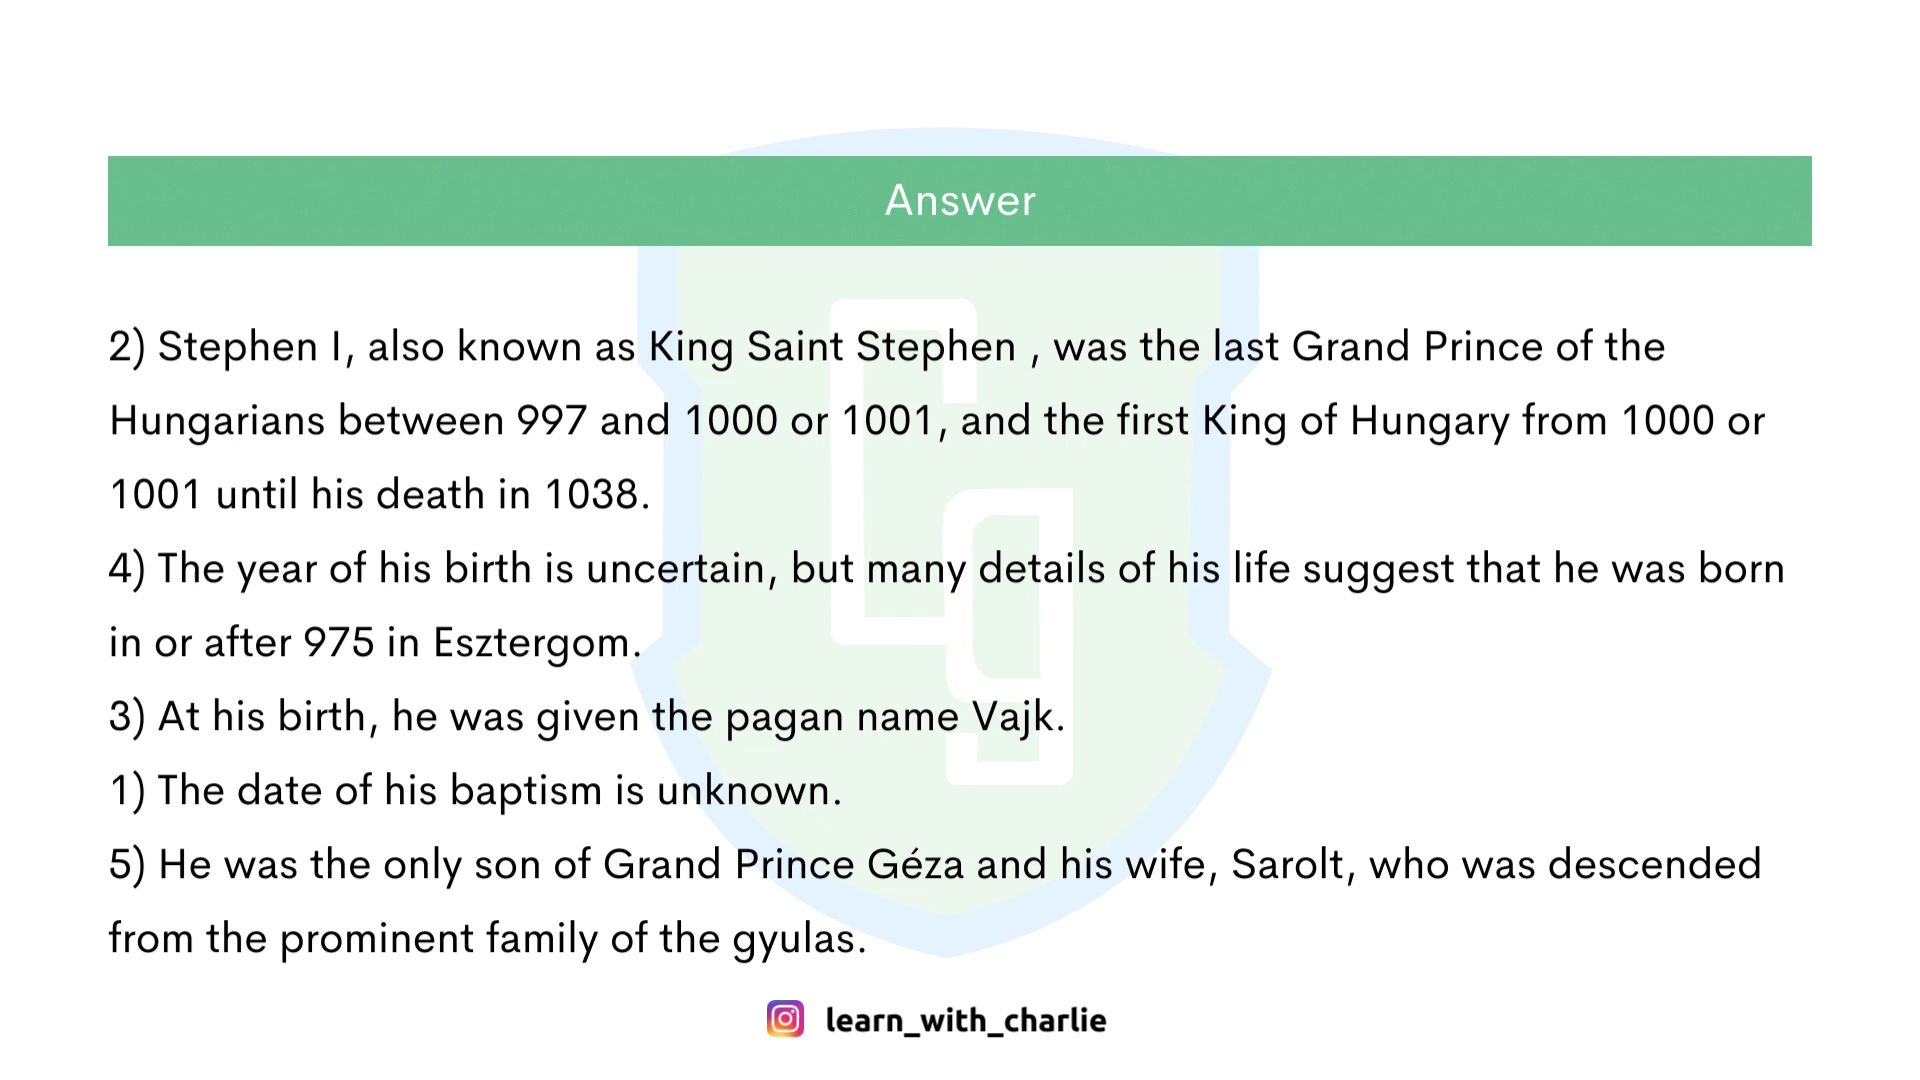 Answer
2) Stephen I, also known as King Saint Stephen , was the last Grand Prince of the
Hungarians between 997 and 1000 or 1001, and the first King of Hungary from 1000 or
1001 until his death in 1038.
4) The year of his birth is uncertain, but many details of his life suggest that he was born
in or after 975 in Esztergom.
3) At his birth, he was given the pagan name Vajk.
1) The date of his baptism is unknown.
5) He was the only son of Grand Prince Géza and his wife, Sarolt, who was descended
from the prominent family of the gyulas.
learn_with_charlie